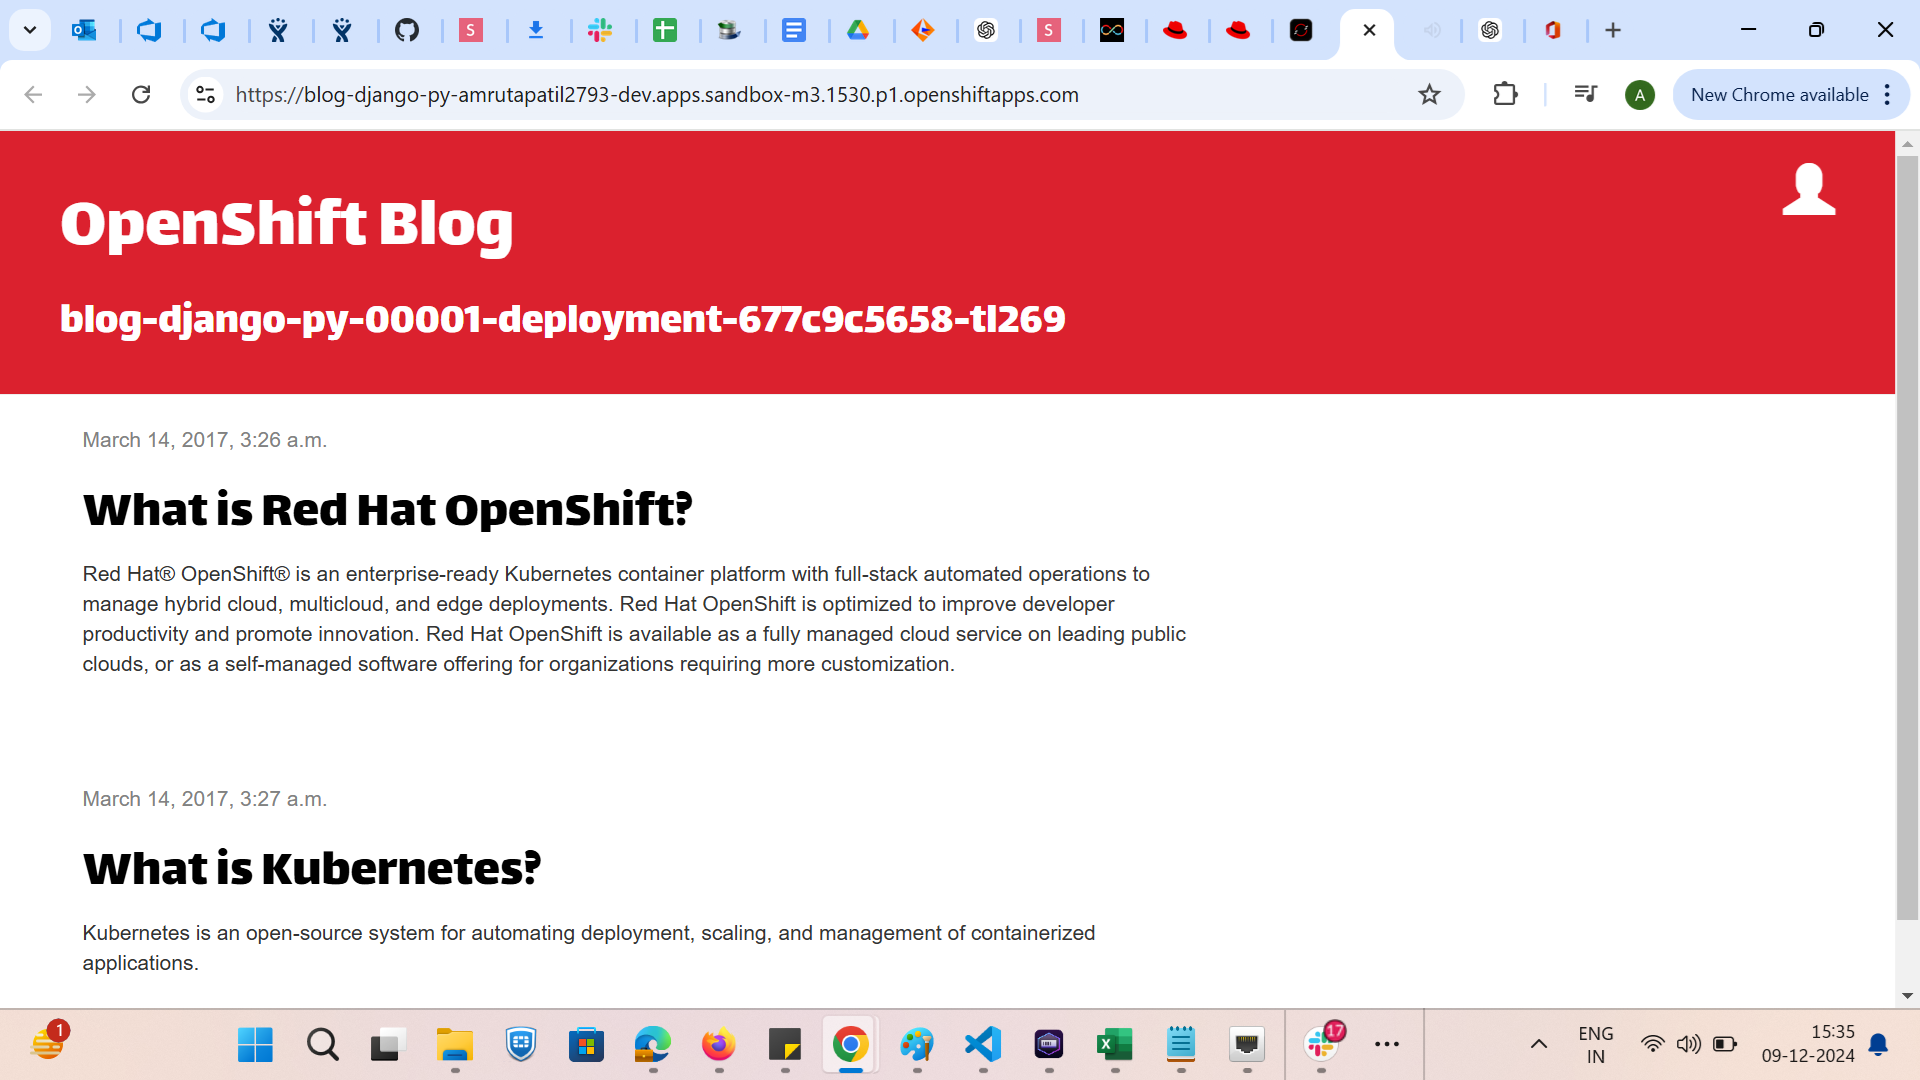 S
S
https://blog-django-py-amrutapatil2793-dev.apps.sandbox-m3.1530.p1.openshiftapps.com
A
New Chrome available
OpenShift Blog
blog-django-py-00001-deployment-677c9c5658-tl269
March 14, 2017, 3:26 a.m.
What is Red Hat OpenShift?
Red Hat® OpenShift® is an enterprise-ready Kubernetes container platform with full-stack automated operations to
manage hybrid cloud, multicloud, and edge deployments. Red Hat OpenShift is optimized to improve developer
productivity and promote innovation. Red Hat OpenShift is available as a fully managed cloud service on leading public
clouds, or as a self-managed software offering for organizations requiring more customization.
March 14, 2017, 3:27 a.m.
What is Kubernetes?
Kubernetes is an open-source system for automating deployment, scaling, and management of containerized
applications.
1
17
ENG
IN
15:35
09-12-2024